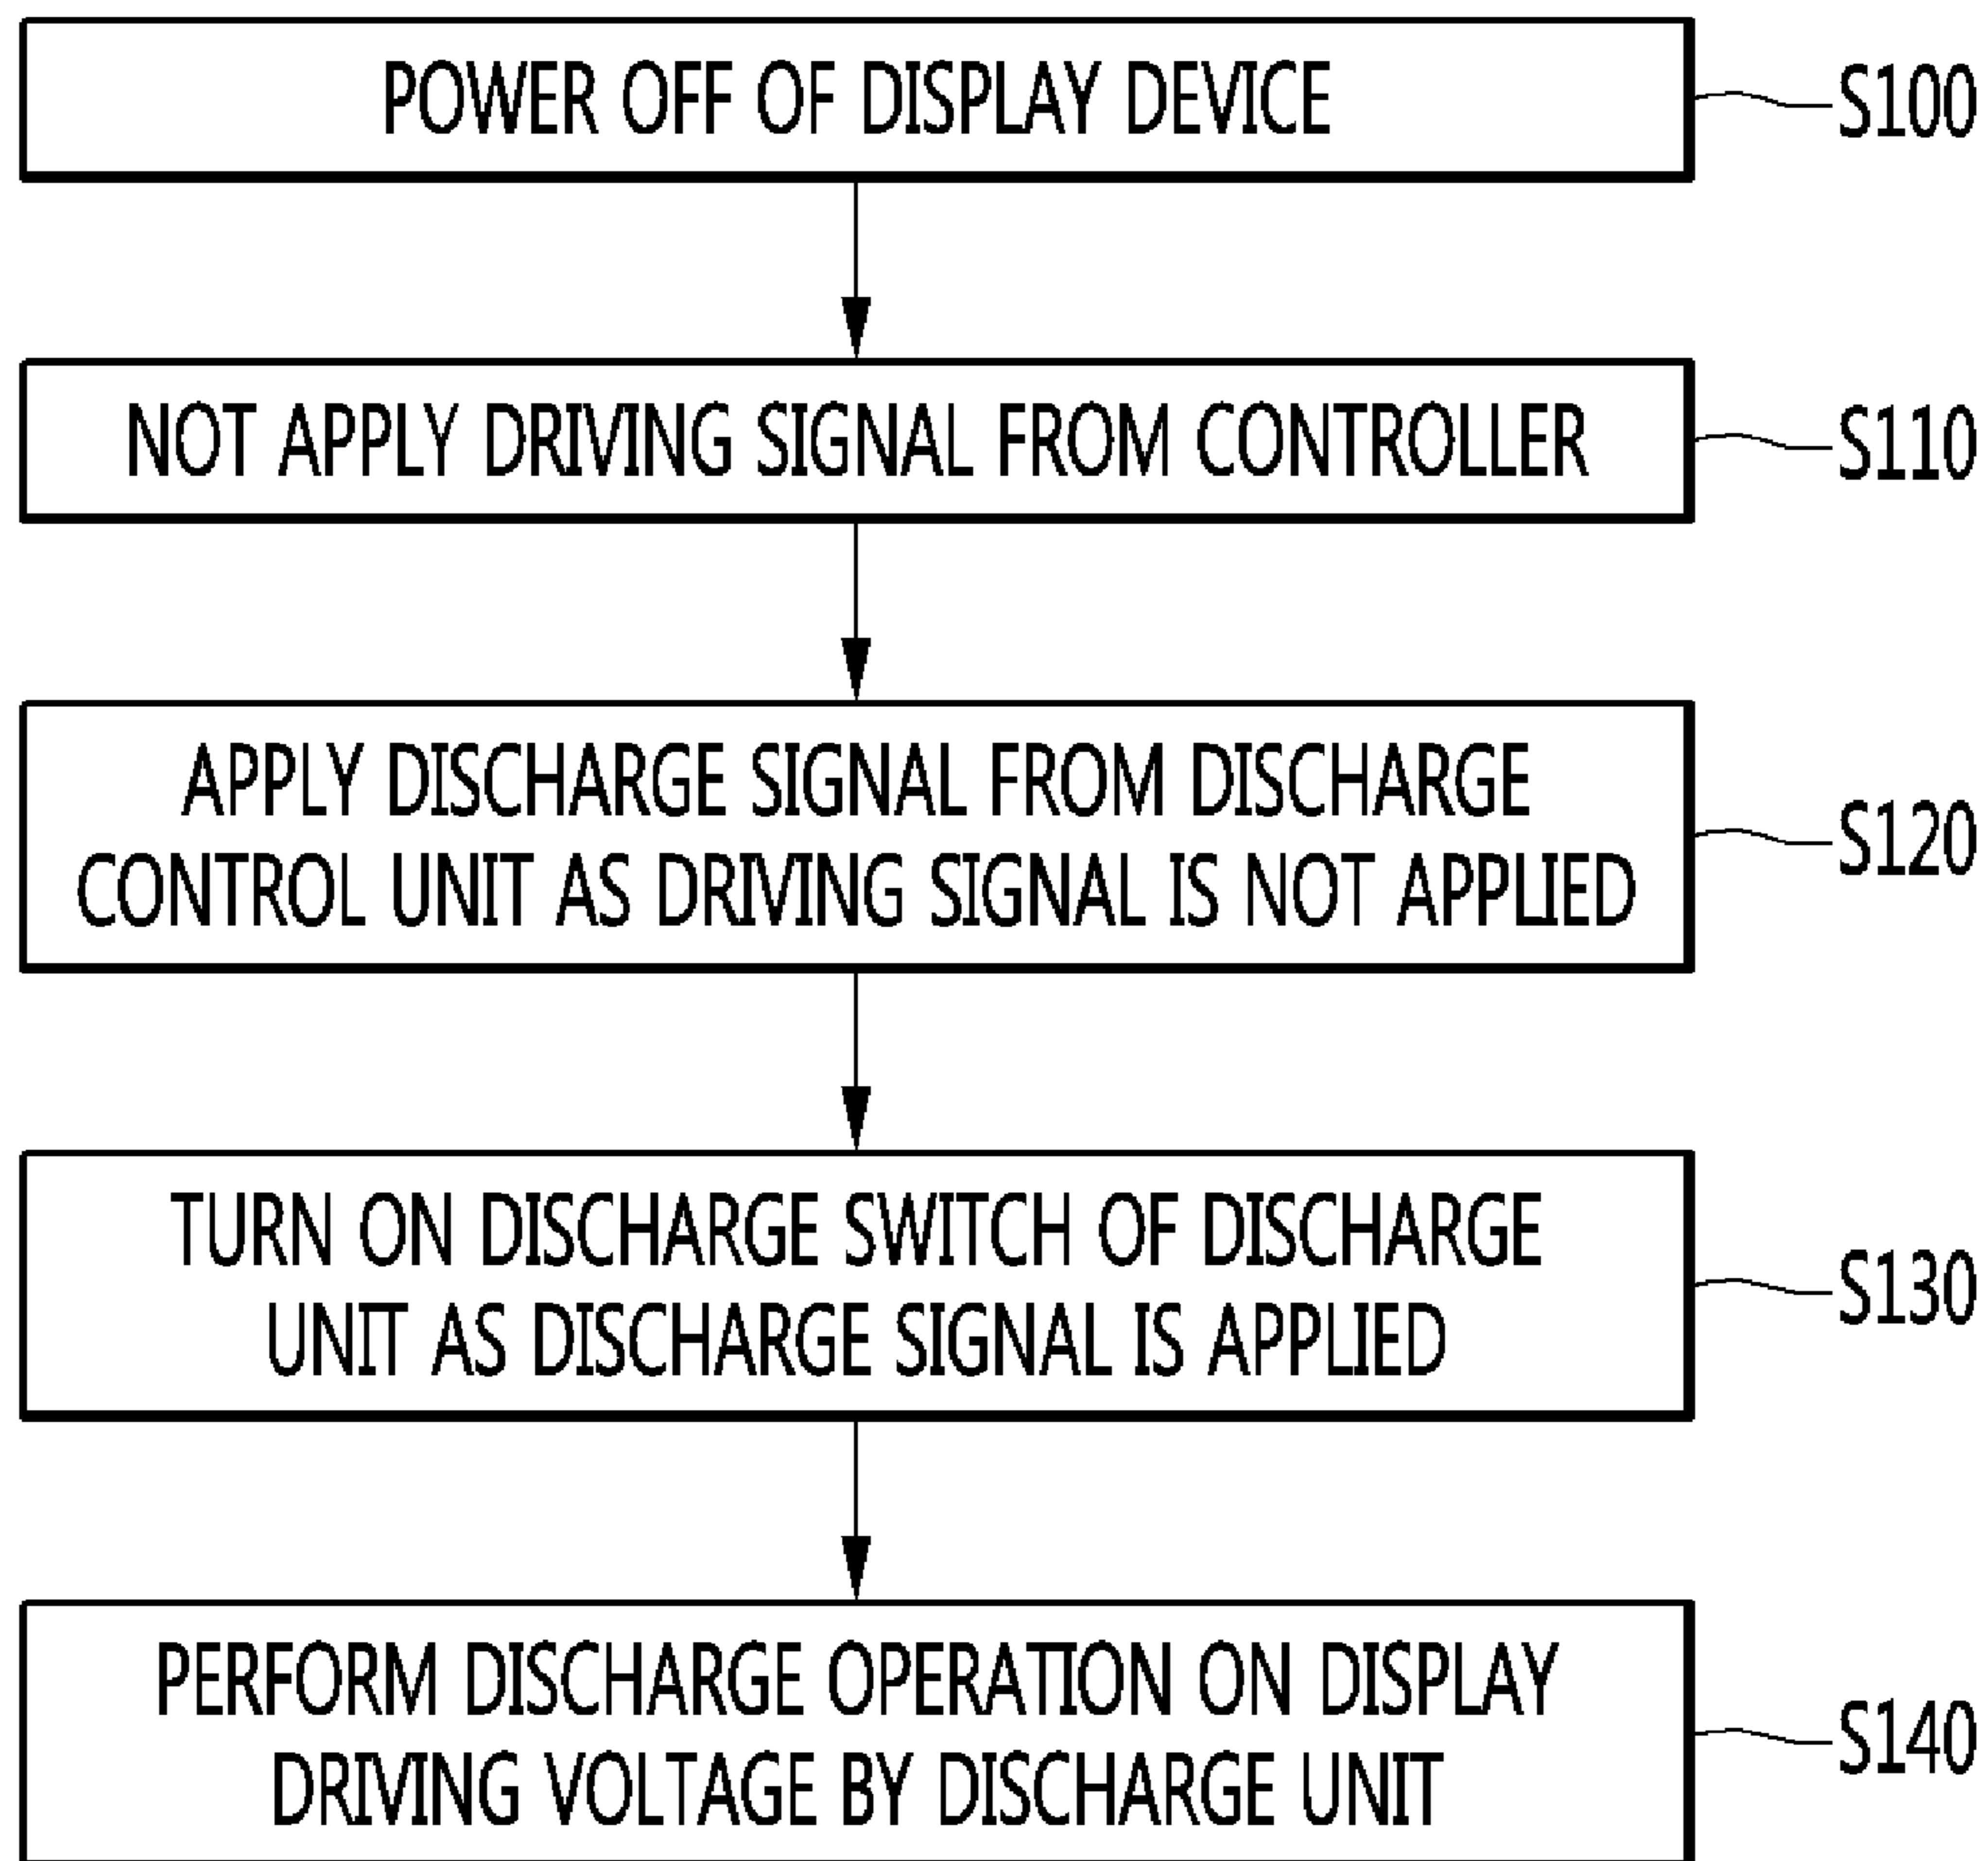 POWER OFF OF DISPLAY DEVICE
S100
NOT APPLY DRIVING SIGNAL FROM CONTROLLER
S110
APPLY DISCHARGE SIGNAL FROM DISCHARGE
CONTROL UNIT AS DRIVING SIGNAL IS NOT APPLIED
S120
TURN ON DISCHARGE SWITCH OF DISCHARGE
UNIT AS DISCHARGE SIGNAL IS APPLIED
S130
PERFORM DISCHARGE OPERATION ON DISPLAY
DRIVING VOLTAGE BY DISCHARGE UNIT
S140